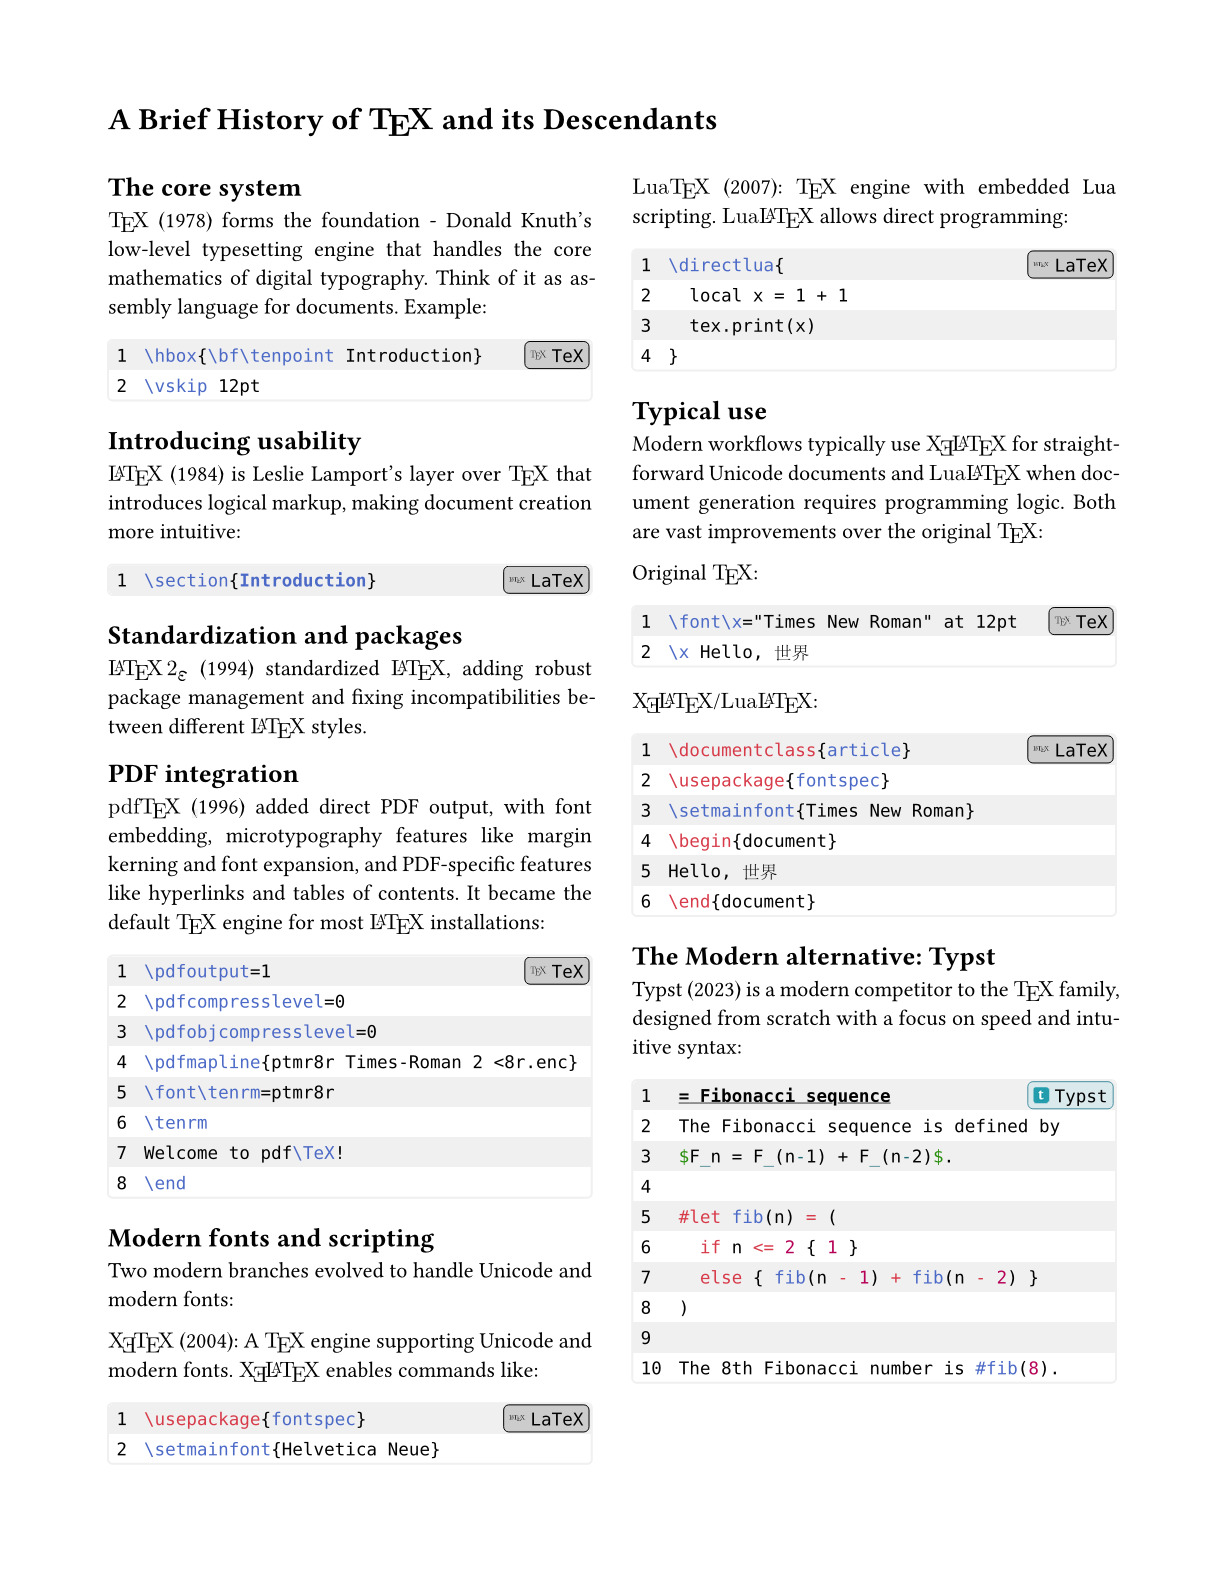 A Brief History of TEX and its Descendants
The core system
TEX (1978) forms the foundation - Donald Knuth's
low-level typesetting engine that handles the core
mathematics of digital typography. Think of it as as-
sembly language for documents. Example:
1 \hbox{\bf\tenpoint Introduction} TEX TeX
2 \vskip 12pt
Introducing usability
LATEX (1984) is Leslie Lamport's layer over TEX that
introduces logical markup, making document creation
more intuitive:
1 \section{Introduction} LATEX LaTeX
Standardization and packages
LATEX 2ε (1994) standardized LATEX, adding robust
package management and fixing incompatibilities be-
tween different LATEX styles.
PDF integration
pdfTEX (1996) added direct PDF output, with font
embedding, microtypography features like margin
kerning and font expansion, and PDF-specific features
like hyperlinks and tables of contents. It became the
default TEX engine for most LATEX installations:
1 \pdfoutput=1 TEX TeX
2 \pdfcompresslevel=0
3 \pdfobjcompresslevel=0
4 \pdfmapline{ptmr8r Times-Roman 2 <8r.enc}
5 \font\tenrm=ptmr8r
6 \tenrm
7 Welcome to pdf\TeX!
8 \end
Modern fonts and scripting
Two modern branches evolved to handle Unicode and
modern fonts:
XƎTEX (2004): A TEX engine supporting Unicode and
modern fonts. XƎLATEX enables commands like:
1 \usepackage{fontspec} LATEX LaTeX
2 \setmainfont{Helvetica Neue}
LuaTEX (2007): TEX engine with embedded Lua
scripting. LuaLATEX allows direct programming:
1 \directlua{ LATEX LaTeX
2   local x = 1 + 1
3   tex.print(x)
4 }
Typical use
Modern workflows typically use XƎLATEX for straight-
forward Unicode documents and LuaLATEX when doc-
ument generation requires programming logic. Both
are vast improvements over the original TEX:
Original TEX:
1 \font\x="Times New Roman" at 12pt TEX TeX
2 \x Hello, 世界
XƎLATEX/LuaLATEX:
1 \documentclass{article} LATEX LaTeX
2 \usepackage{fontspec}
3 \setmainfont{Times New Roman}
4 \begin{document}
5 Hello, 世界
6 \end{document}
The Modern alternative: Typst
Typst (2023) is a modern competitor to the TEX family,
designed from scratch with a focus on speed and intu-
itive syntax:
1 = Fibonacci sequence t Typst
2 The Fibonacci sequence is defined by
3 $F_n = F_(n-1) + F_(n-2)$.
4
5 #let fib(n) = (
6   if n <= 2 { 1 }
7   else { fib(n - 1) + fib(n - 2) }
8 )
9
10 The 8th Fibonacci number is #fib(8).